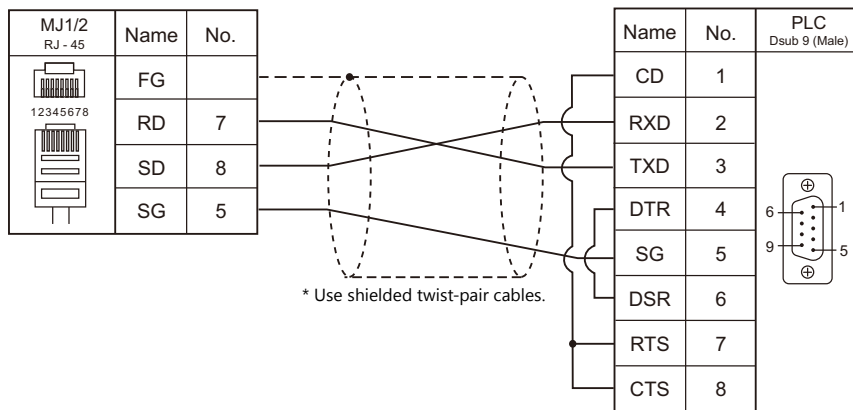 MJ1/2
RJ - 45
Name No.
12345678
FG
RD 7
SD 8
SG 5
* Use shielded twist-pair cables.
Name No.
PLC
Dsub 9 (Male)
CD 1
RXD 2
TXD 3
DTR 4
SG 5
DSR 6
RTS 7
CTS 8
6 1
9 5